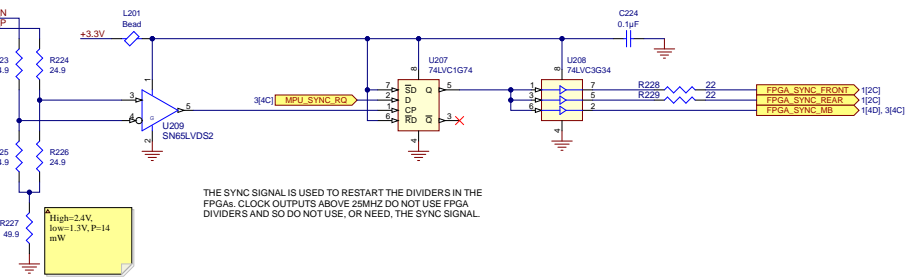 N
P
+3.3V
L201
Bead
C224
0.1µF
R224
24.9
23
4.9
1
3
4
G
5
2
U209
SN65LVDS2
3[4C]
MPU_SYNC_RQ
U207
74LVC1G74
8
7
2
1
6
SD Q
D
CP
RD Q
5
3
4
U208
74LVC3G34
8
1
3
6
7
5
2
4
R228
22
R229
22
FPGA_SYNC_FRONT
1[2C]
FPGA_SYNC_REAR
1[2C]
FPGA_SYNC_MB
1[4D], 3[4C]
25
4.9
R226
24.9
R227
49.9
High=2.4V,
low=1.3V, P=14
mW
THE SYNC SIGNAL IS USED TO RESTART THE DIVIDERS IN THE
FPGAs. CLOCK OUTPUTS ABOVE 25MHZ DO NOT USE FPGA
DIVIDERS AND SO DO NOT USE, OR NEED, THE SYNC SIGNAL.